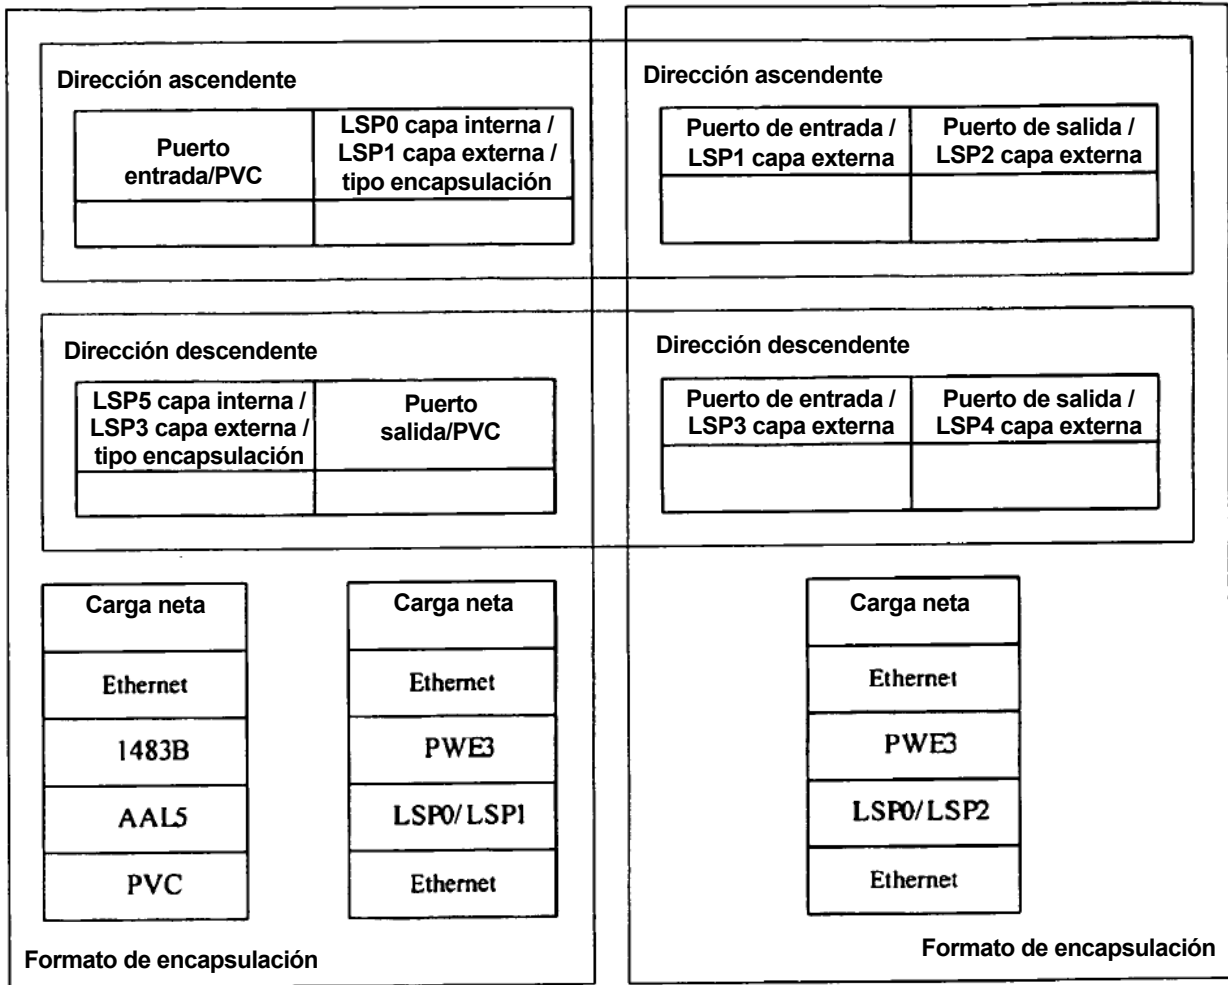 Dirección ascendente
Puerto
entrada/PVC
LSP0 capa interna /
LSP1 capa externa /
tipo encapsulación
Dirección descendente
LSP5 capa interna /
LSP3 capa externa /
tipo encapsulación
Puerto
salida/PVC
Carga neta
Ethernet
1483B
AAL5
PVC
Carga neta
Ethernet
PWE3
LSP0/LSP1
Ethernet
Formato de encapsulación
Dirección ascendente
Puerto de entrada /
LSP1 capa externa
Puerto de salida /
LSP2 capa externa
Dirección descendente
Puerto de entrada /
LSP3 capa externa
Puerto de salida /
LSP4 capa externa
Carga neta
Ethernet
PWE3
LSP0/LSP2
Ethernet
Formato de encapsulación